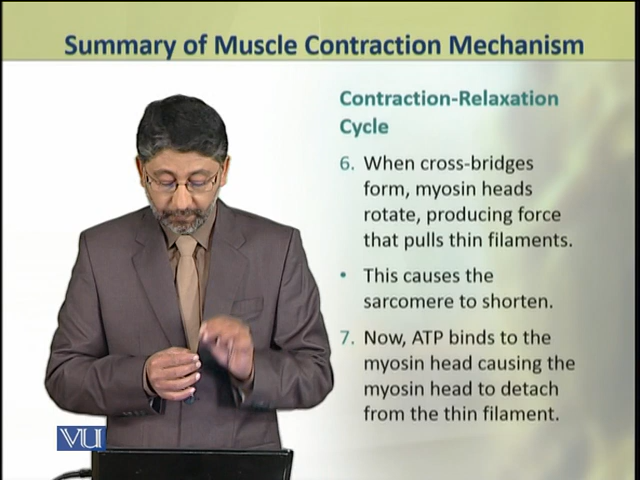 Summary of Muscle Contraction Mechanism
Contraction-Relaxation
Cycle
6. When cross-bridges
form, myosin heads
rotate, producing force
that pulls thin filaments.
• This causes the
sarcomere to shorten.
7. Now, ATP binds to the
myosin head causing the
myosin head to detach
from the thin filament.
VU